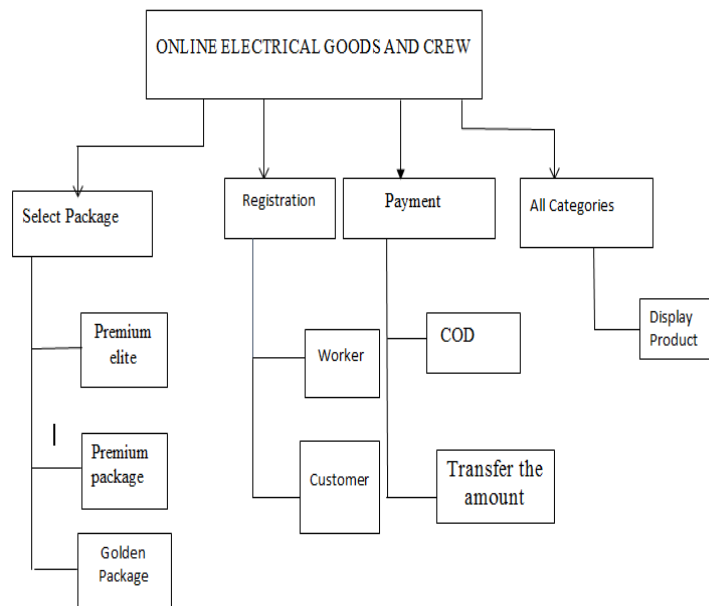 ONLINE ELECTRICAL GOODS AND CREW
Select Package
Registration
Payment
All Categories
Premium
elite
Premium
package
Golden
Package
Worker
Customer
COD
Transfer the
amount
Display
Product